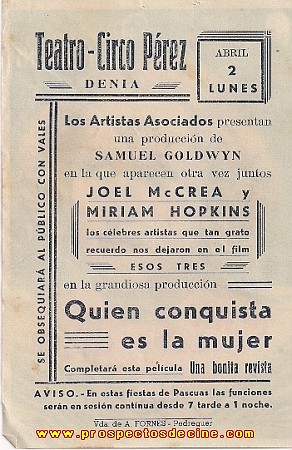 Teatro-Circo Pérez
DENIA
ABRIL
2
LUNES
SE OBSEQUIARÁ AL PÚBLICO CON VALES
Los Artistas Asociados presentan
una producción de
SAMUEL GOLDWYN
en la que aparecen otra vez juntos
JOEL McCREA y
MIRIAM HOPKINS
los célebres artistas que tan grato
recuerdo nos dejaron en el film
ESOS TRES
en la grandiosa producción
Quien conquista
es la mujer
Completará esta película Una bonita revista
AVISO.- En estas fiestas de Pascuas las funciones
serán en sesión continua desde 7 tarde a 1 noche.
Vda. de A. FORNES - Pedreguer
www.prospectosdecine.com